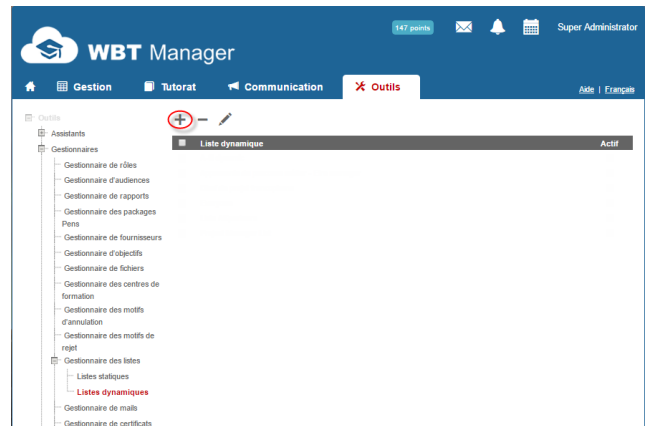 147 points
Super Administrator
WBT Manager
Gestion
Tutorat
Communication
Outils
Aide | Français
Outils
Assistants
Gestionnaires
Gestionnaire de rôles
Gestionnaire d'audiences
Gestionnaire de rapports
Gestionnaire des packages
Pens
Gestionnaire de fournisseurs
Gestionnaire d'objectifs
Gestionnaire de fichiers
Gestionnaire des centres de
formation
Gestionnaire des motifs
d'annulation
Gestionnaire des motifs de
rejet
Gestionnaire des listes
Listes statiques
Listes dynamiques
Gestionnaire de mails
Gestionnaire de certificats
Liste dynamique
Actif